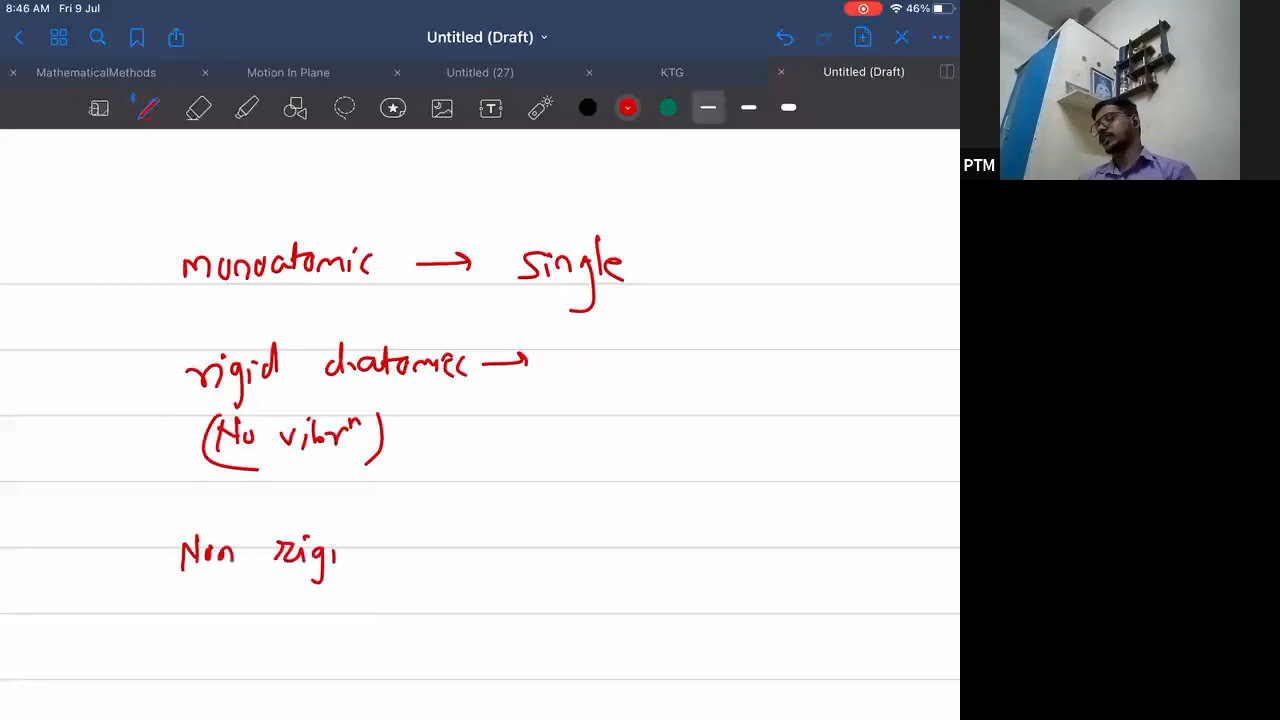 8:46 AM Fri 9 Jul 46%
Untitled (Draft)
MathematicalMethods Motion In Plane Untitled (27) KTG Untitled (Draft)
monoatomic → single
rigid diatomic →
(No vibrⁿ)
Non rigi
PTM